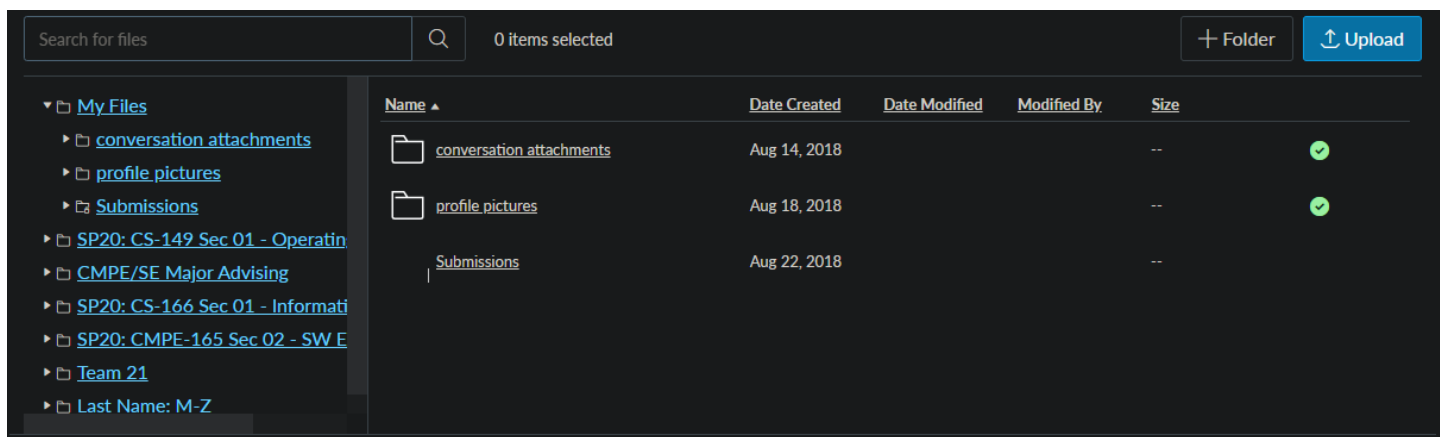 Search for files 0 items selected + Folder Upload
My Files
conversation attachments
profile pictures
Submissions
SP20: CS-149 Sec 01 - Operatin
CMPE/SE Major Advising
SP20: CS-166 Sec 01 - Informati
SP20: CMPE-165 Sec 02 - SW E
Team 21
Last Name: M-Z
Name Date Created Date Modified Modified By Size
conversation attachments Aug 14, 2018 --
profile pictures Aug 18, 2018 --
Submissions Aug 22, 2018 --